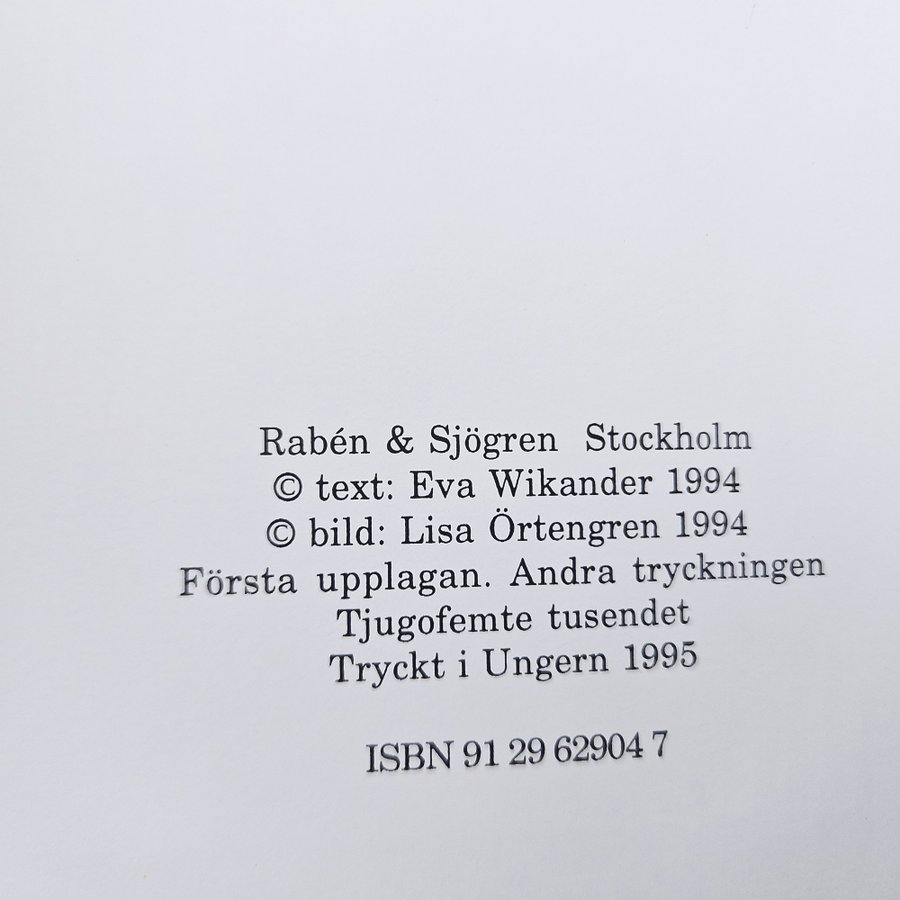 Rabén & Sjögren Stockholm
© text: Eva Wikander 1994
© bild: Lisa Örtengren 1994
Första upplagan. Andra tryckningen
Tjugofemte tusendet
Tryckt i Ungern 1995
ISBN 91 29 62904 7